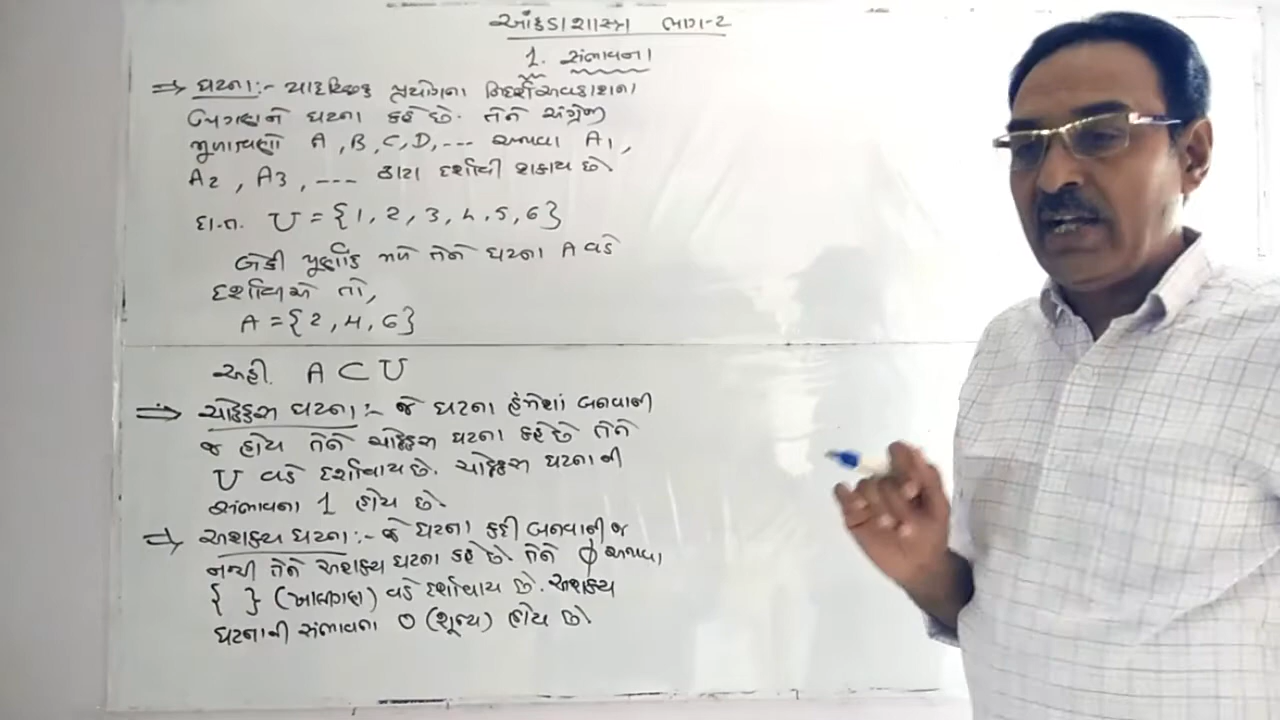 આંકડાશાસ્ત્ર ભાગ-2
1. સંભાવના
⇒ ઘટના:- યાદચ્છિક પ્રયોગના નિદર્શઅવકાશના
ઉપગણને ઘટના કહે છે. તેને અંગ્રેજી
મુળાક્ષરો A, B, C, D, --- અથવા A1,
A2, A3, --- દ્વારા દર્શાવી શકાય છે.
દા.ત. U = {1, 2, 3, 4, 5, 6}
બેકી પૂર્ણાંક મળે તેને ઘટના A વડે
દર્શાવીએ તો,
A = {2, 4, 6}
અહીં. A ⊂ U
⇒ ચોક્કસ ઘટના:- જે ઘટના હંમેશાં બનવાની
જ હોય તેને ચોક્કસ ઘટના કહે છે તેને
U વડે દર્શાવાય છે. ચોક્કસ ઘટનાની
સંભાવના 1 હોય છે.
⇒ અશક્ય ઘટના:- જે ઘટના કદી બનવાની જ
નથી તેને અશક્ય ઘટના કહે છે. તેને ϕ અથવા
{ } (ખાલીગણ) વડે દર્શાવાય છે. અશક્ય
ઘટનાની સંભાવના 0 (શૂન્ય) હોય છે.